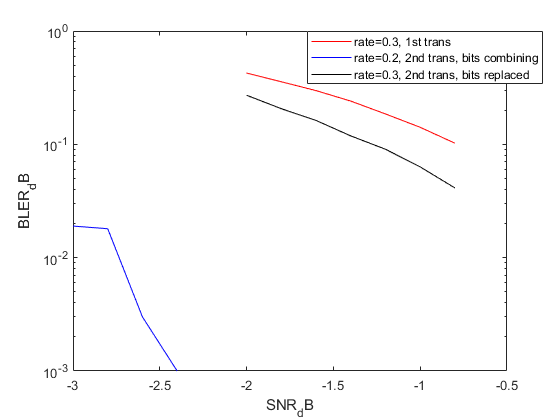 10^0
10^-1
10^-2
10^-3
BLER_dB
-3
-2.5
-2
-1.5
-1
-0.5
SNR_dB
rate=0.3, 1st trans
rate=0.2, 2nd trans, bits combining
rate=0.3, 2nd trans, bits replaced